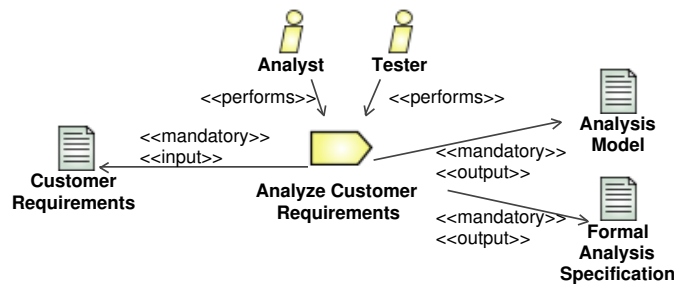 Analyst
Tester
<<performs>>
<<performs>>
<<mandatory>>
<<input>>
Customer
Requirements
Analyze Customer
Requirements
<<mandatory>>
<<output>>
Analysis
Model
<<mandatory>>
<<output>>
Formal
Analysis
Specification